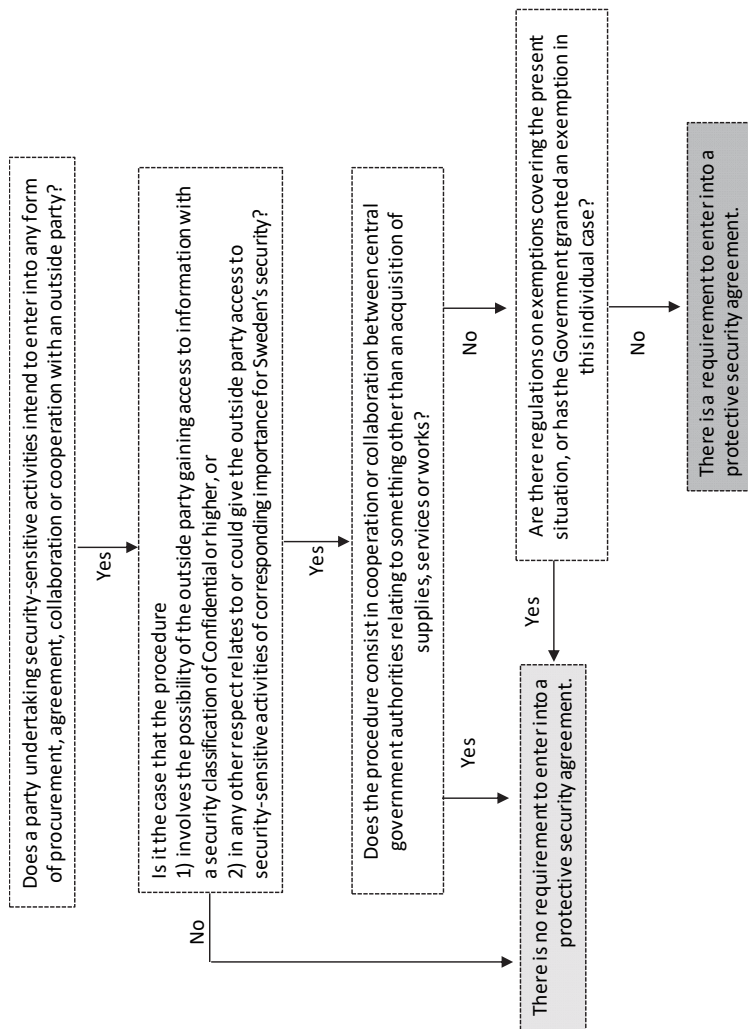 Does a party undertaking security-sensitive activities intend to enter into any form
of procurement, agreement, collaboration or cooperation with an outside party?
Yes
Is it the case that the procedure
1) involves the possibility of the outside party gaining access to information with
a security classification of Confidential or higher, or
2) in any other respect relates to or could give the outside party access to
security-sensitive activities of corresponding importance for Sweden's security?
No
Yes
Does the procedure consist in cooperation or collaboration between central
government authorities relating to something other than an acquisition of
supplies, services or works?
Yes
No
There is no requirement to enter into a
protective security agreement.
Yes
Are there regulations on exemptions covering the present
situation, or has the Government granted an exemption in
this individual case?
No
There is a requirement to enter into a
protective security agreement.